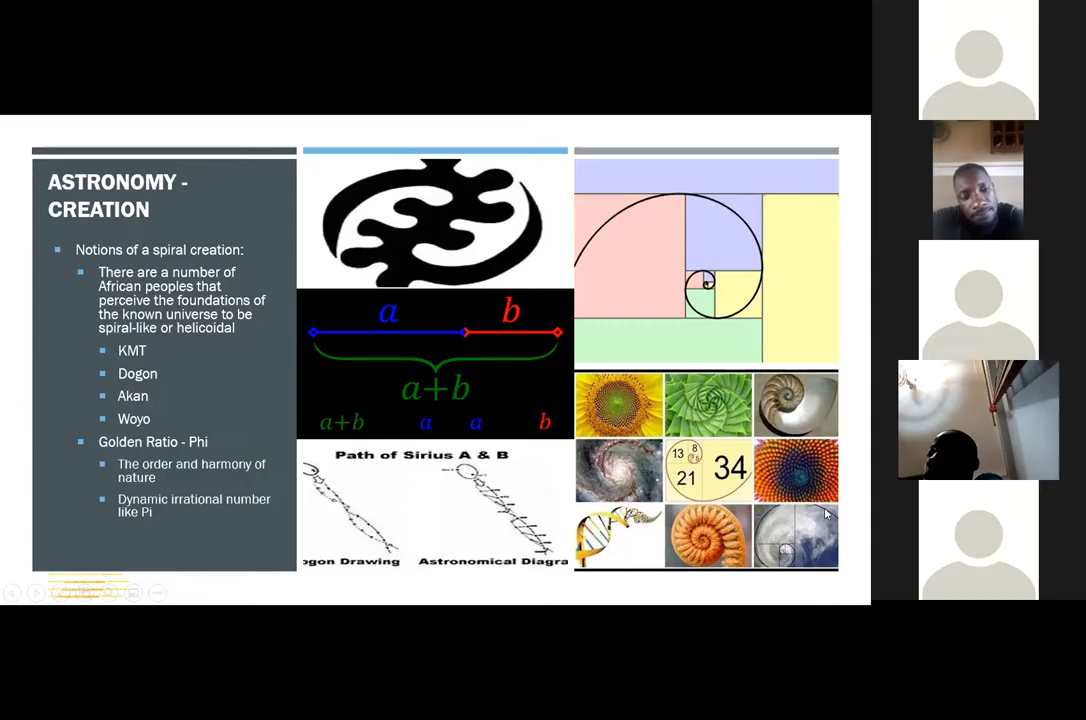 ASTRONOMY -
CREATION
Notions of a spiral creation:
There are a number of
African peoples that
perceive the foundations of
the known universe to be
spiral-like or helicoidal
KMT
Dogon
Akan
Woyo
Golden Ratio - Phi
The order and harmony of
nature
Dynamic irrational number
like Pi
a b
a+b
a+b a a b
Path of Sirius A & B
ogon Drawing Astronomical Diagra
13 8
5
21 34